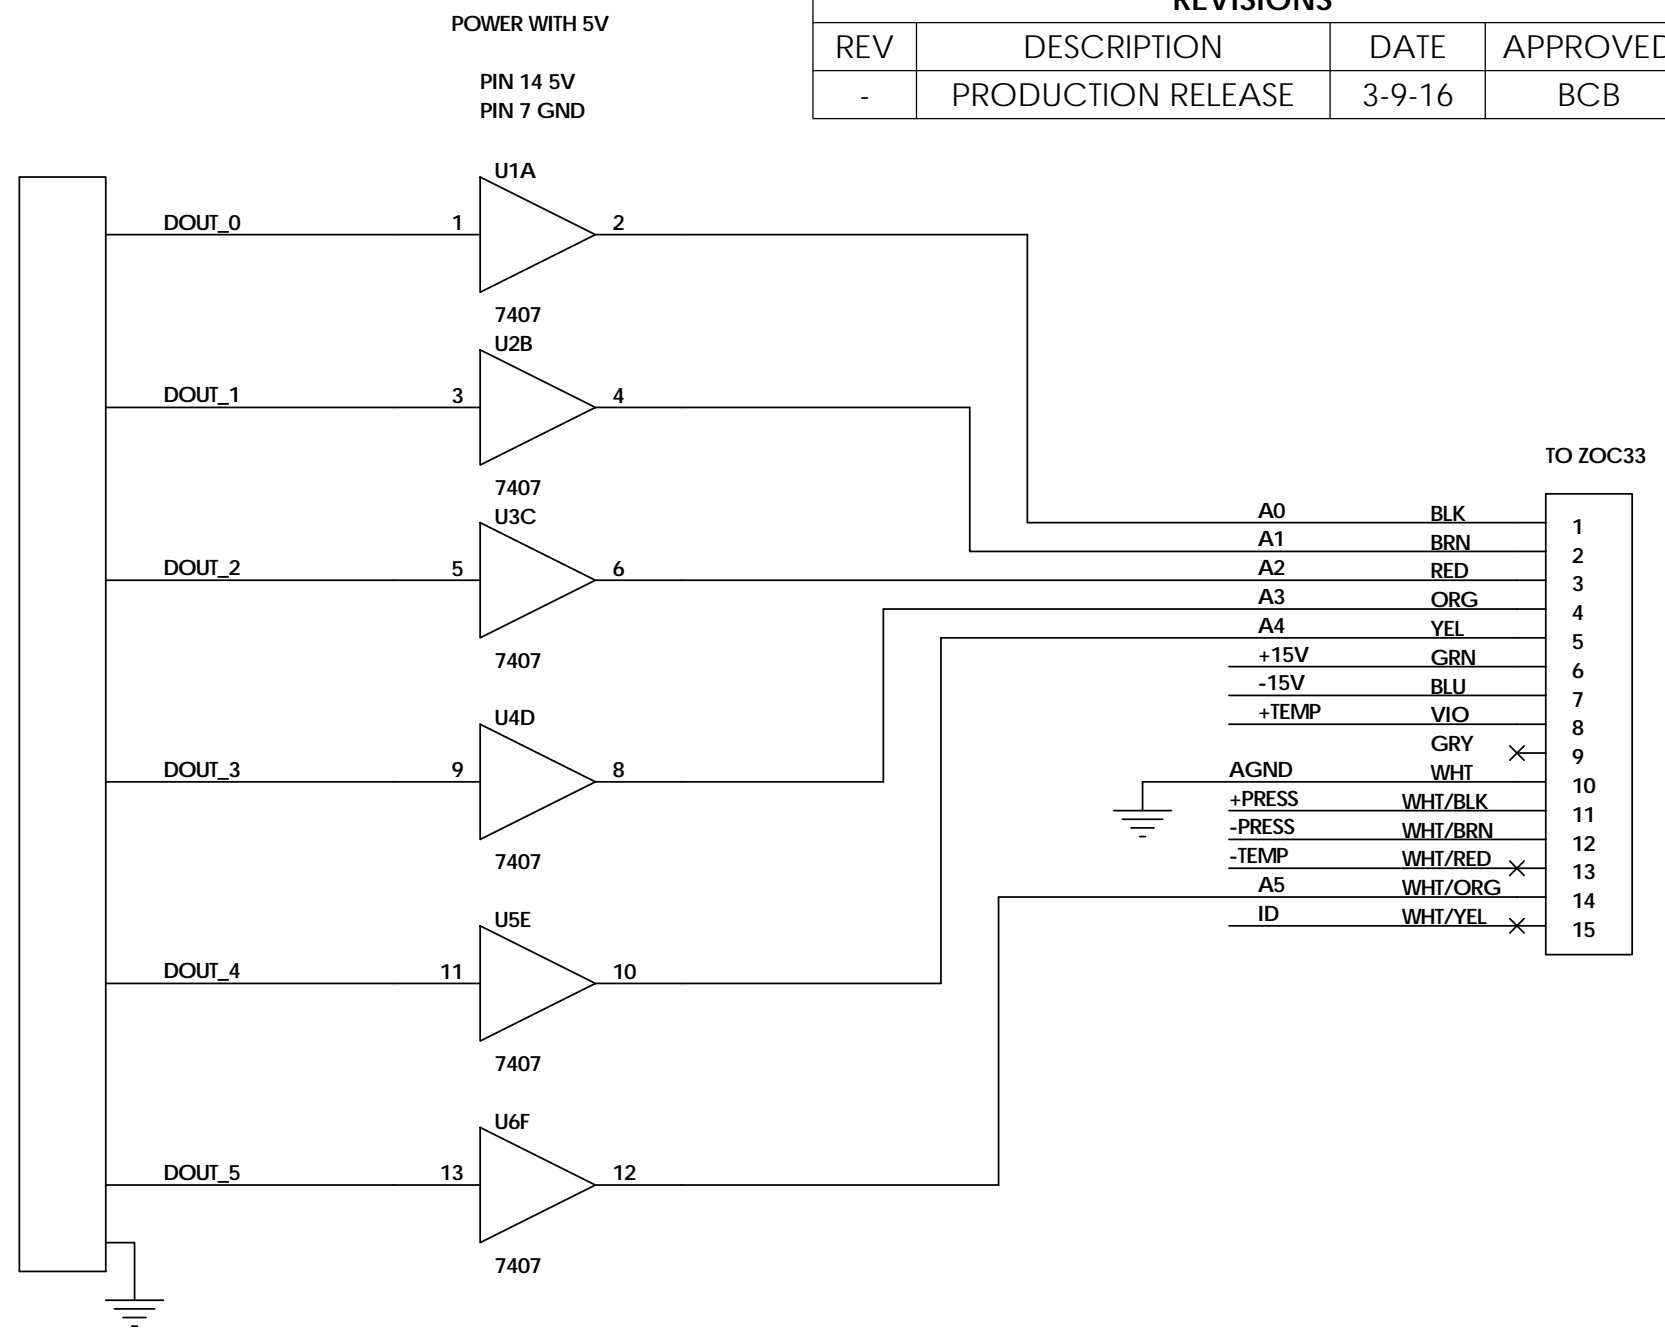 POWER WITH 5V
PIN 14 5V
PIN 7 GND
REVISIONS
REV DESCRIPTION DATE APPROVED
- PRODUCTION RELEASE 3-9-16 BCB
U1A
DOUT_0 1 2
7407
U2B
DOUT_1 3 4
7407
U3C
DOUT_2 5 6
7407
U4D
DOUT_3 9 8
7407
U5E
DOUT_4 11 10
7407
U6F
DOUT_5 13 12
7407
TO ZOC33
A0 BLK 1
A1 BRN 2
A2 RED 3
A3 ORG 4
A4 YEL 5
+15V GRN 6
-15V BLU 7
+TEMP VIO 8
GRY 9
AGND WHT 10
+PRESS WHT/BLK 11
-PRESS WHT/BRN 12
-TEMP WHT/RED 13
A5 WHT/ORG 14
ID WHT/YEL 15